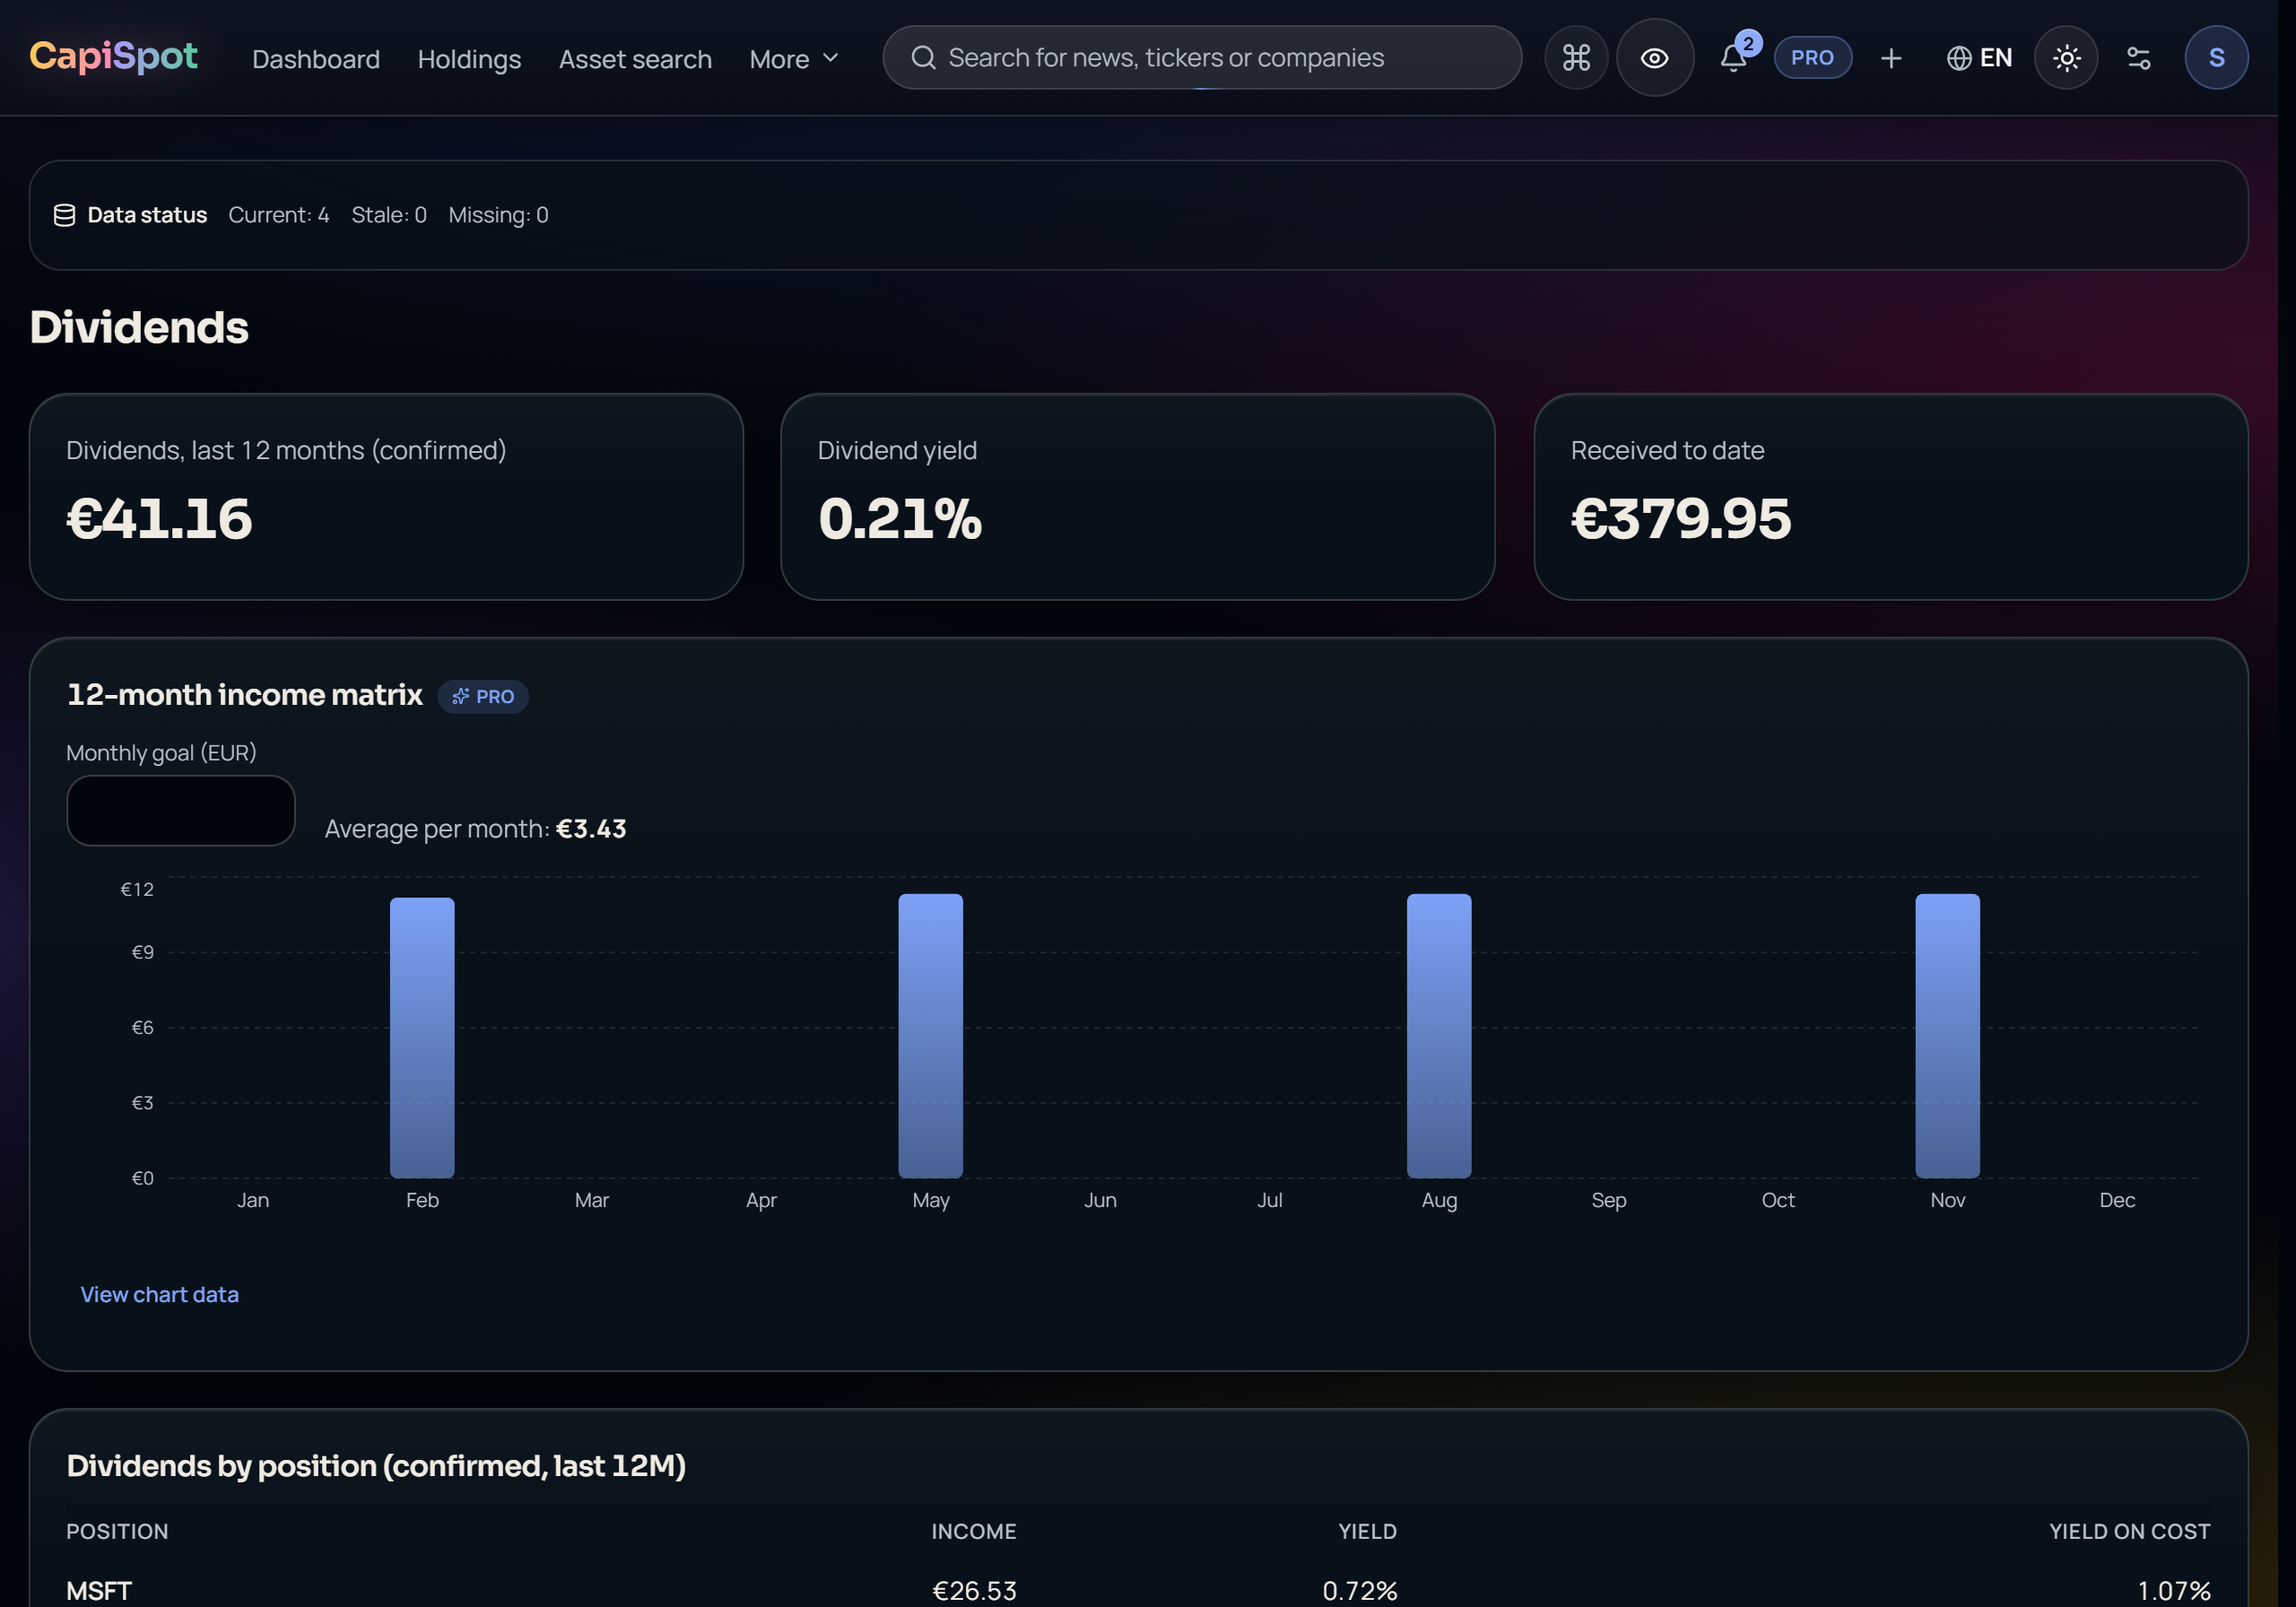 CapiSpot Dashboard Holdings Asset search More Search for news, tickers or companies 2 PRO EN S
Data status Current: 4 Stale: 0 Missing: 0
Dividends
Dividends, last 12 months (confirmed)
€41.16
Dividend yield
0.21%
Received to date
€379.95
12-month income matrix PRO
Monthly goal (EUR)
Average per month: €3.43
€12
€9
€6
€3
€0
Jan Feb Mar Apr May Jun Jul Aug Sep Oct Nov Dec
View chart data
Dividends by position (confirmed, last 12M)
POSITION INCOME YIELD YIELD ON COST
MSFT €26.53 0.72% 1.07%